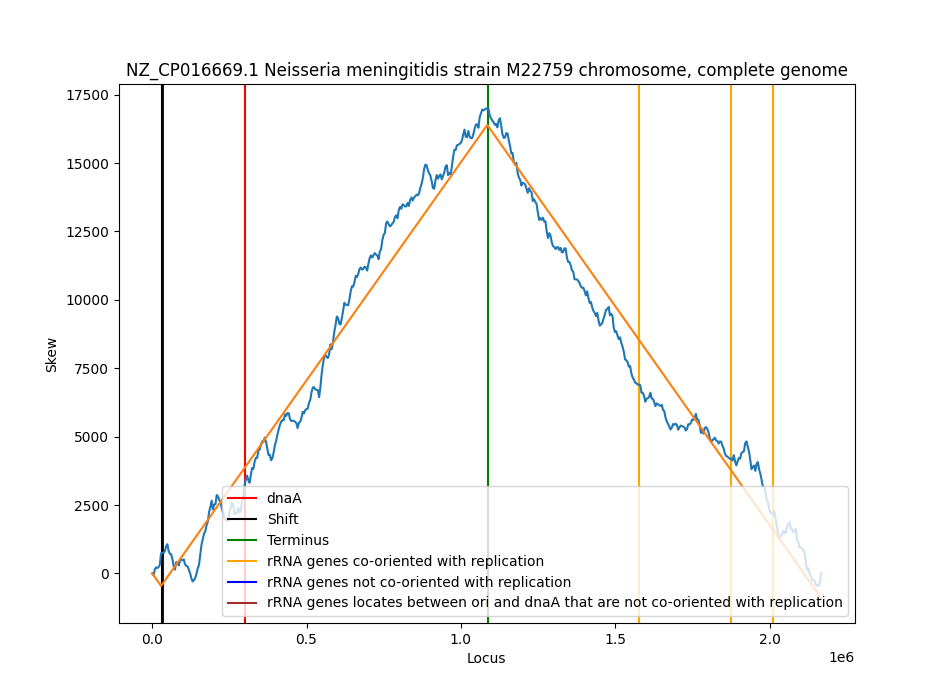 NZ_CP016669.1 Neisseria meningitidis strain M22759 chromosome, complete genome
17500
15000
12500
10000
7500
5000
2500
0
Skew
dnaA
Shift
Terminus
rRNA genes co-oriented with replication
rRNA genes not co-oriented with replication
rRNA genes locates between ori and dnaA that are not co-oriented with replication
0.0
0.5
1.0
1.5
2.0
Locus
1e6